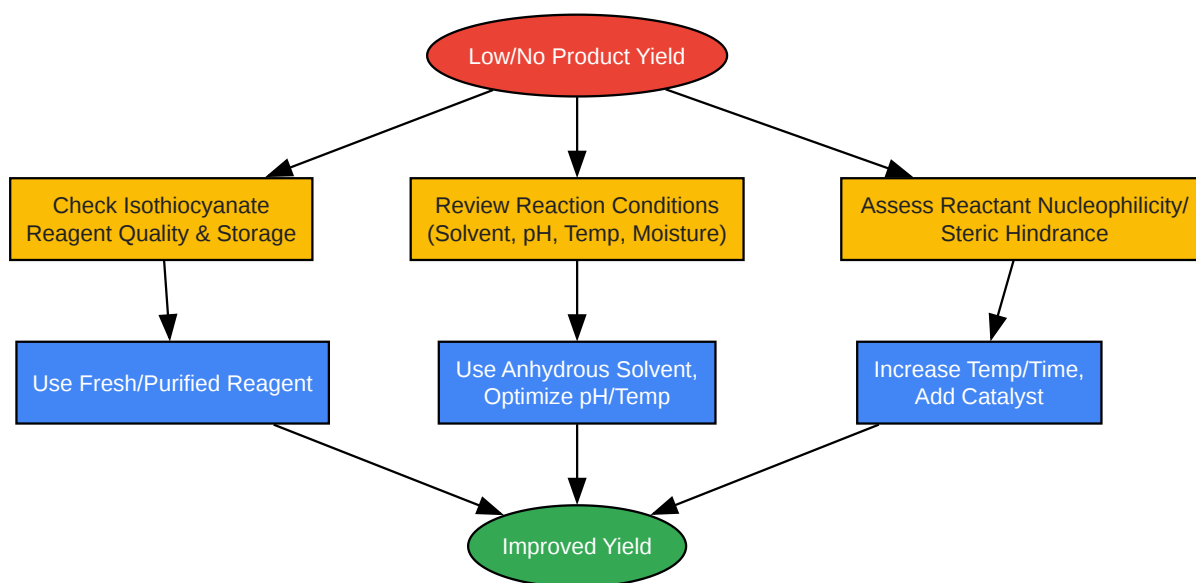 Low/No Product Yield
Check Isothiocyanate
Reagent Quality & Storage
Review Reaction Conditions
(Solvent, pH, Temp, Moisture)
Assess Reactant Nucleophilicity/
Steric Hindrance
Use Fresh/Purified Reagent
Use Anhydrous Solvent,
Optimize pH/Temp
Increase Temp/Time,
Add Catalyst
Improved Yield